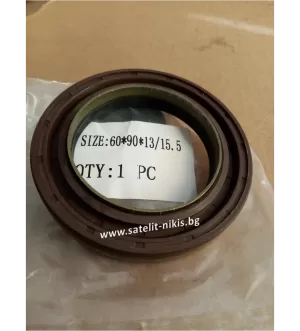 SIZE:60*90*13/15.5
QTY:1 PC
www.satelit-nikis.bg